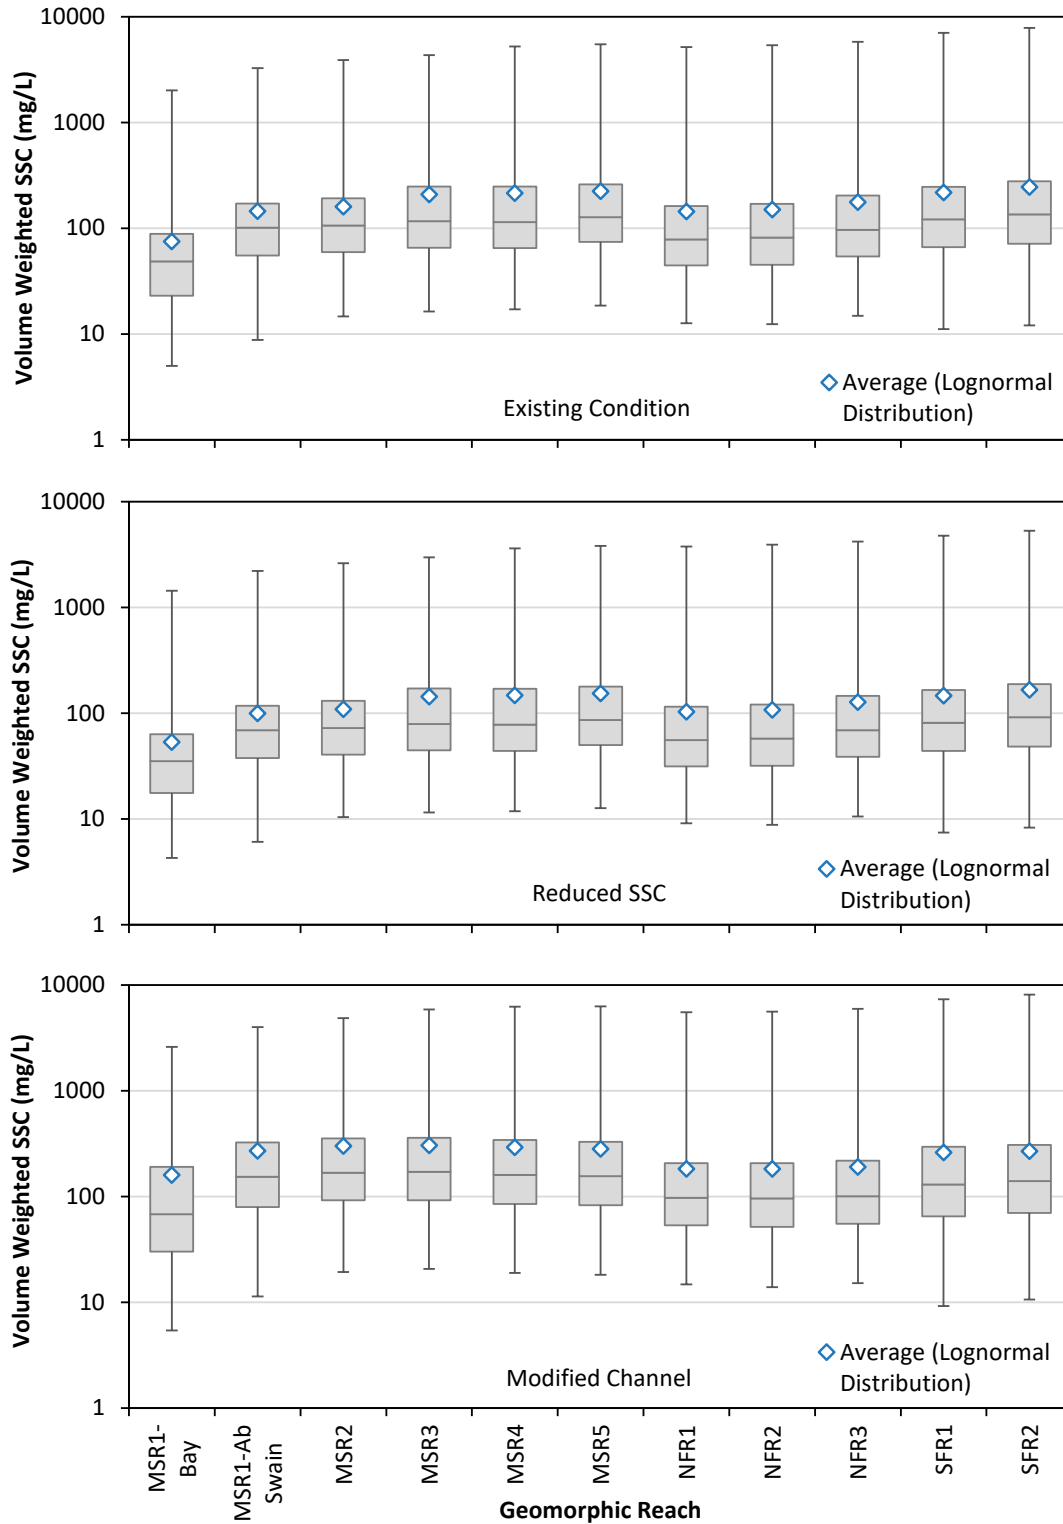 10000
1000
100
10
1
Volume Weighted SSC (mg/L)
Existing Condition
Average (Lognormal
Distribution)
10000
1000
100
10
1
Volume Weighted SSC (mg/L)
Reduced SSC
Average (Lognormal
Distribution)
10000
1000
100
10
1
Volume Weighted SSC (mg/L)
Modified Channel
Average (Lognormal
Distribution)
MSR1-
Bay
MSR1-Ab
Swain
MSR2
MSR3
MSR4
MSR5
NFR1
NFR2
NFR3
SFR1
SFR2
Geomorphic Reach